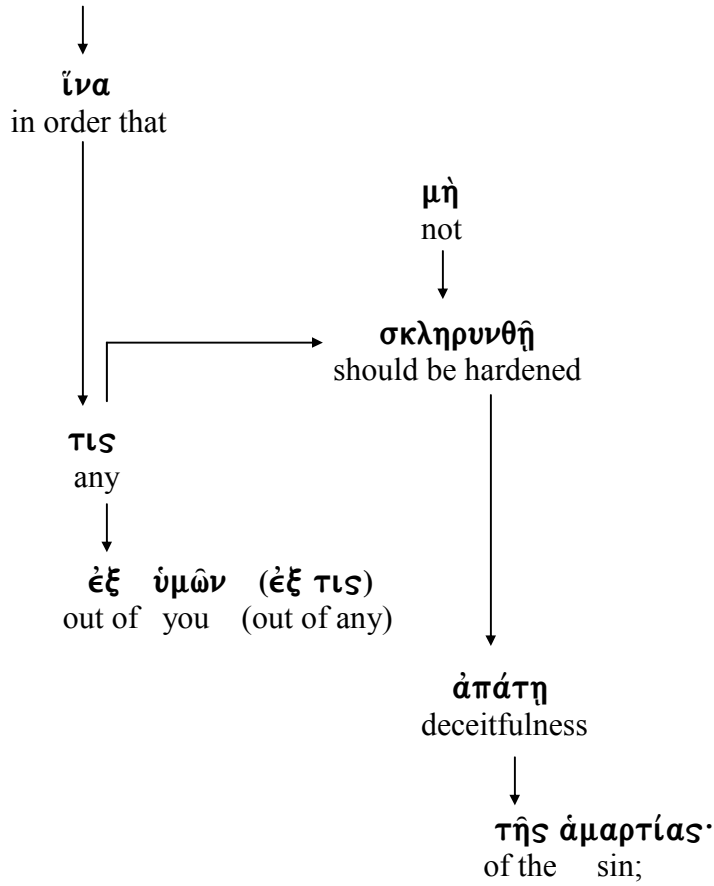 ἵνα
in order that
μὴ
not
σκληρυνθῇ
should be hardened
τις
any
ἐξ ὑμῶν (ἐξ τις)
out of you (out of any)
ἀπάτῃ
deceitfulness
τῆς ἁμαρτίας·
of the sin;